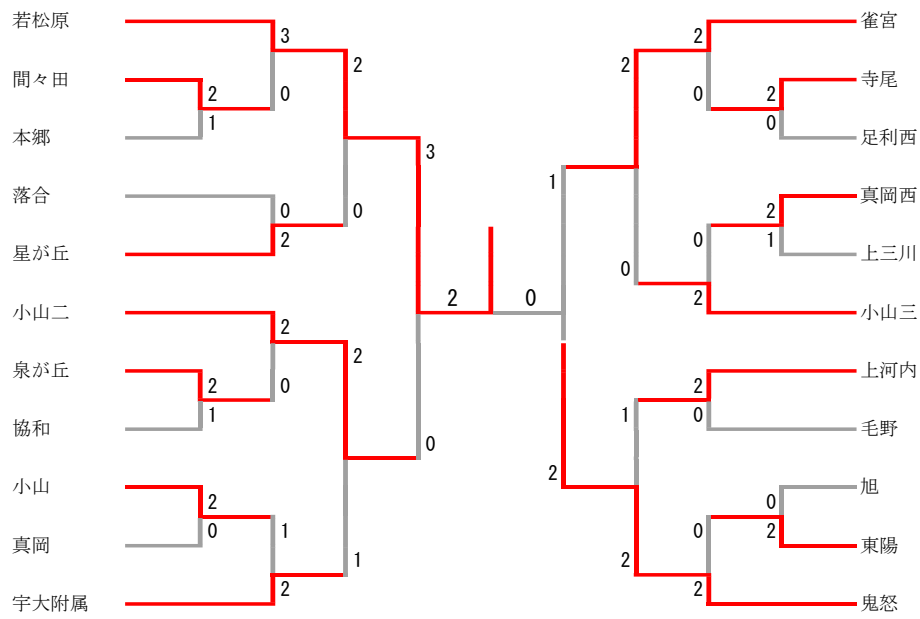 若松原
3
2
間々田
2
0
1
本郷
3
落合
0
0
2
星が丘
小山二
2
2
泉が丘
2
0
1
協和
0
小山
2
0
1
真岡
1
2
宇大附属
2
0
雀宮
2
2
寺尾
0
2
0
足利西
1
真岡西
2
0
1
上三川
0
2
小山三
上河内
2
1
0
毛野
2
旭
0
0
2
東陽
2
2
鬼怒